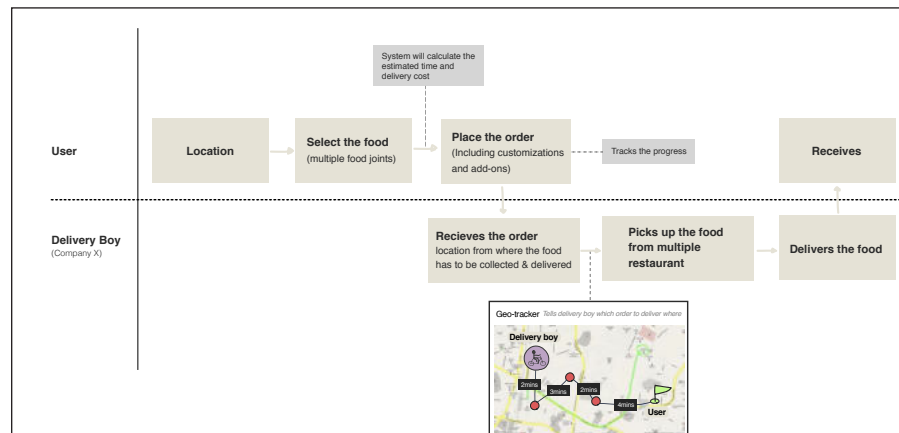 System will calculate the
estimated time and
delivery cost
User
Location
Select the food
(multiple food joints)
Place the order
(Including customizations
and add-ons)
Tracks the progress
Receives
Delivery Boy
(Company X)
Recieves the order
location from where the food
has to be collected & delivered
Picks up the food
from multiple
restaurant
Delivers the food
Geo-tracker Tells delivery boy which order to deliver where
Delivery boy
2mins
3mins
2mins
4mins
User